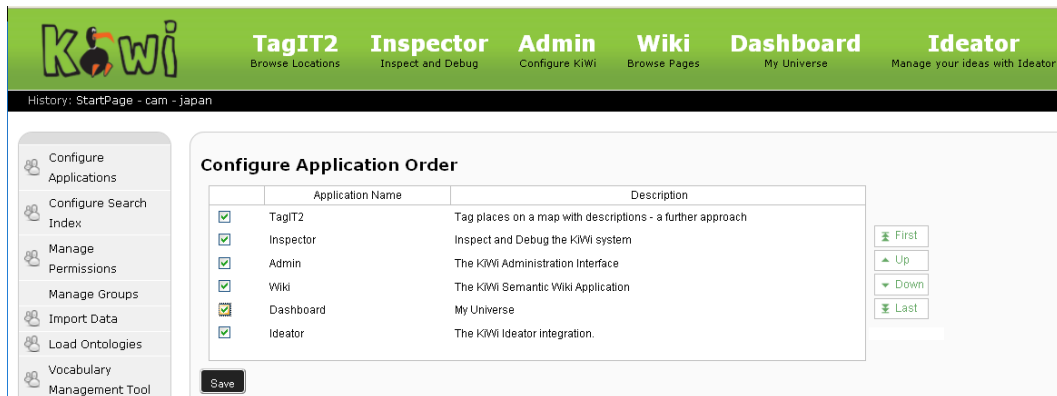 KiWi
TagIT2 Inspector Admin Wiki Dashboard Ideator
Browse Locations Inspect and Debug Configure KiWi Browse Pages My Universe Manage your ideas with Ideator
History: StartPage - cam - japan
Configure
Applications
Configure Search
Index
Manage
Permissions
Manage Groups
Import Data
Load Ontologies
Vocabulary
Management Tool
Configure Application Order
Application Name Description
TagIT2 Tag places on a map with descriptions - a further approach
Inspector Inspect and Debug the KiWi system
Admin The KiWi Administration Interface
Wiki The KiWi Semantic Wiki Application
Dashboard My Universe
Ideator The KiWi Ideator integration.
First
Up
Down
Last
Save